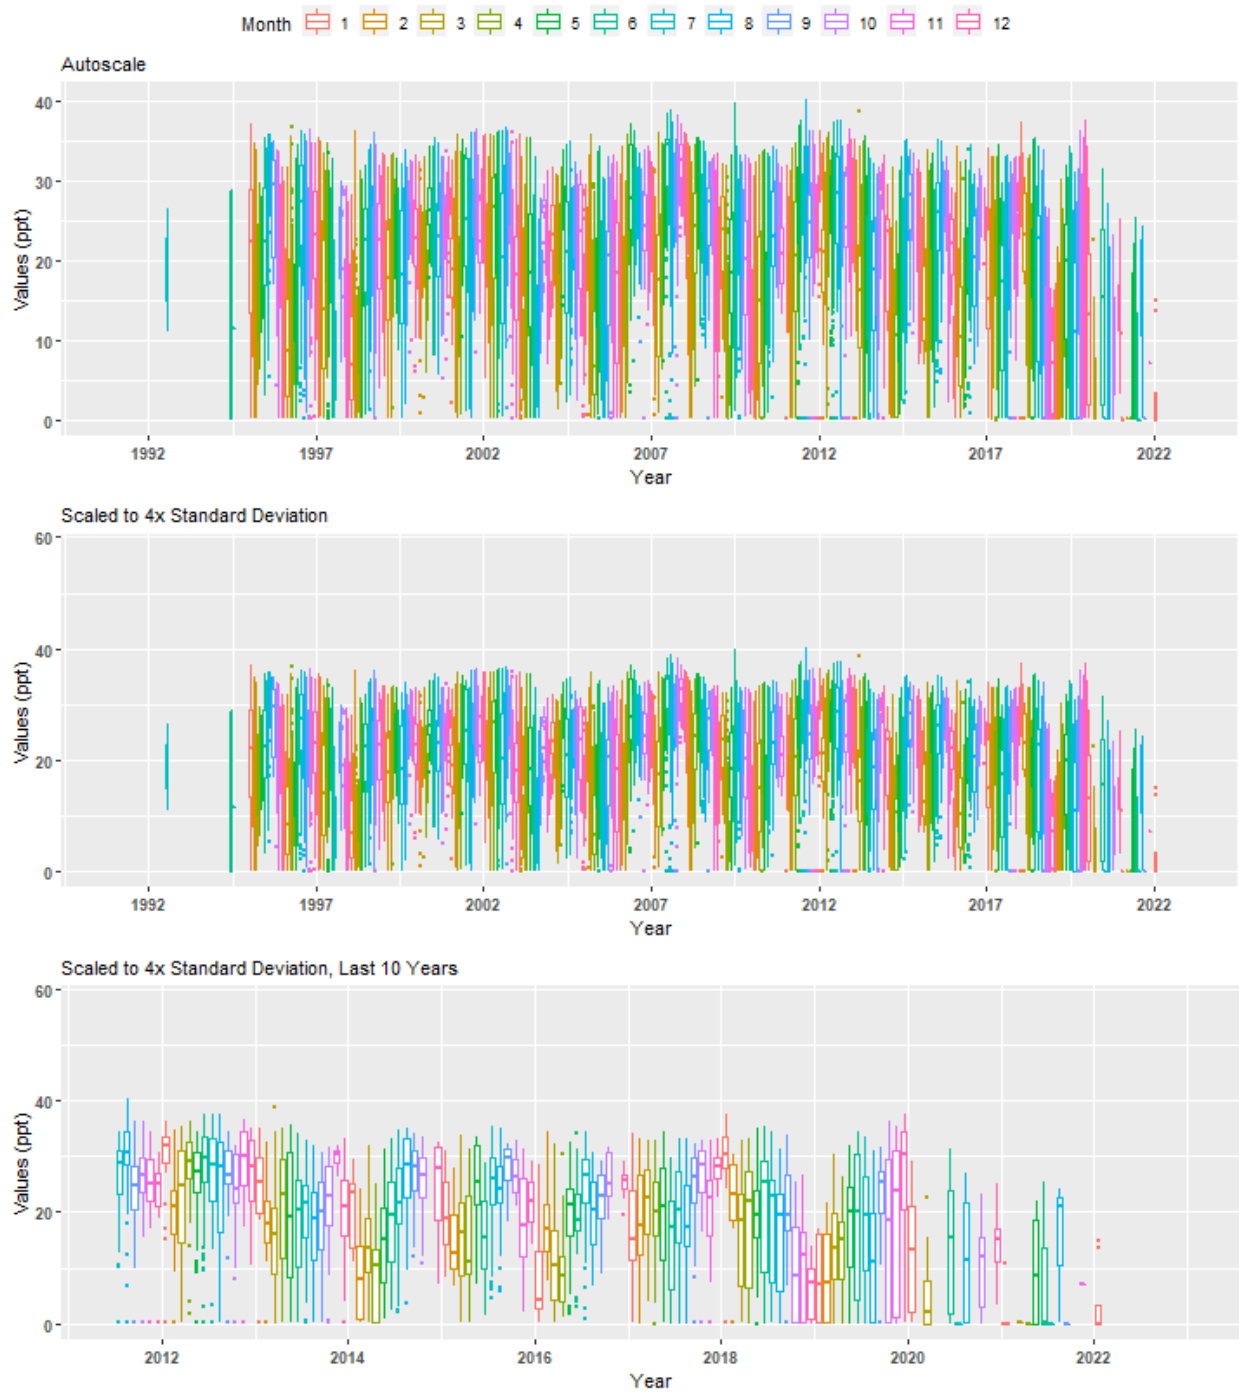 Month 1 2 3 4 5 6 7 8 9 10 11 12
Autoscale
Values (ppt)
40
30
20
10
0
1992 1997 2002 2007 2012 2017 2022
Year
Scaled to 4x Standard Deviation
Values (ppt)
60
40
20
0
1992 1997 2002 2007 2012 2017 2022
Year
Scaled to 4x Standard Deviation, Last 10 Years
Values (ppt)
60
40
20
0
2012 2014 2016 2018 2020 2022
Year